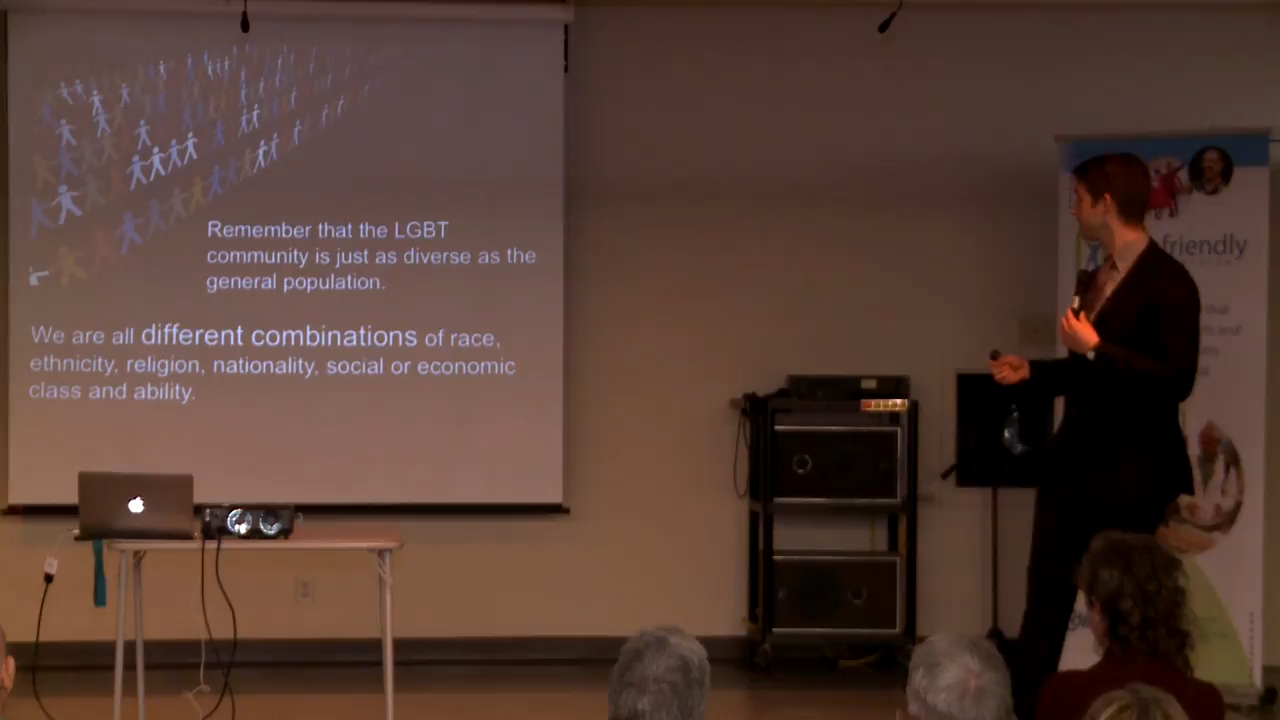 Remember that the LGBT
community is just as diverse as the
general population.
We are all different combinations of race,
ethnicity, religion, nationality, social or economic
class and ability.
friendly